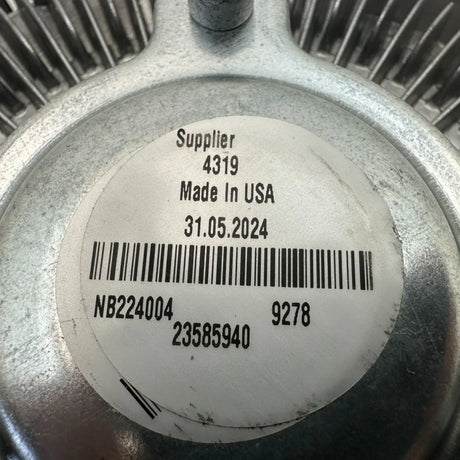 Supplier
4319
Made In USA
31.05.2024
NB224004 9278
23585940